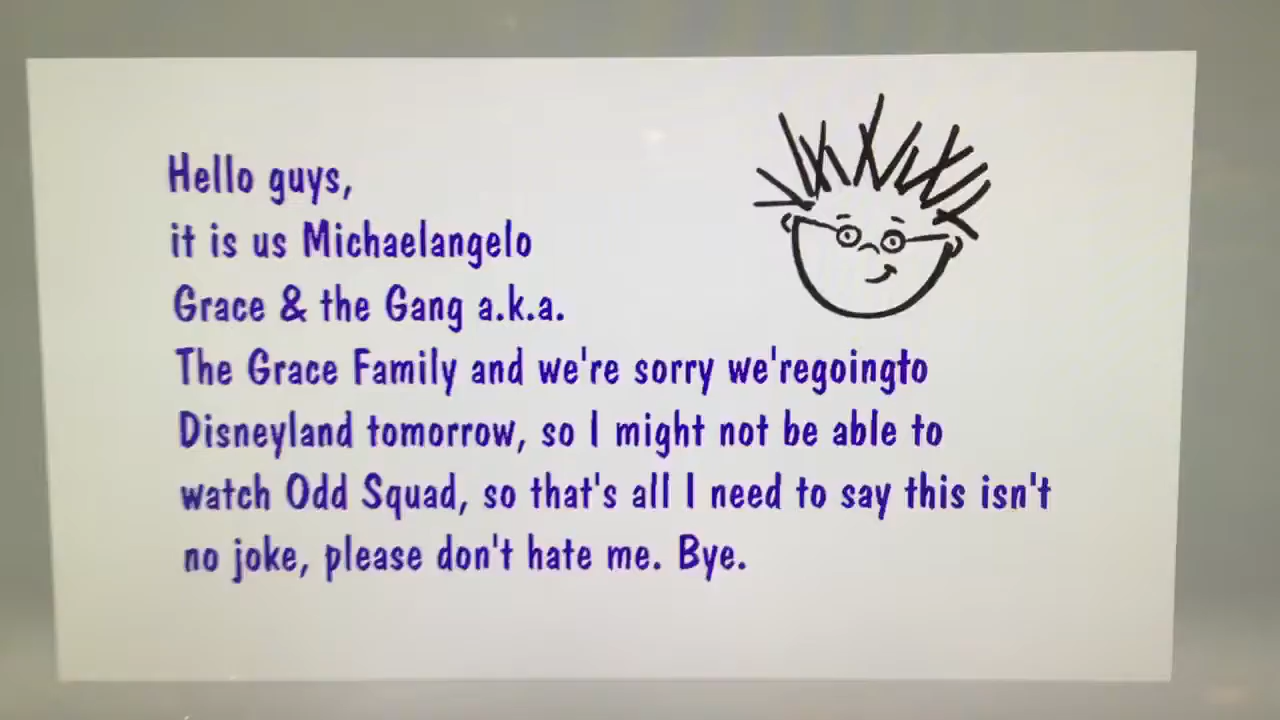 Hello guys,
it is us Michaelangelo
Grace & the Gang a.k.a.
The Grace Family and we're sorry we'regoingto
Disneyland tomorrow, so I might not be able to
watch Odd Squad, so that's all I need to say this isn't
no joke, please don't hate me. Bye.